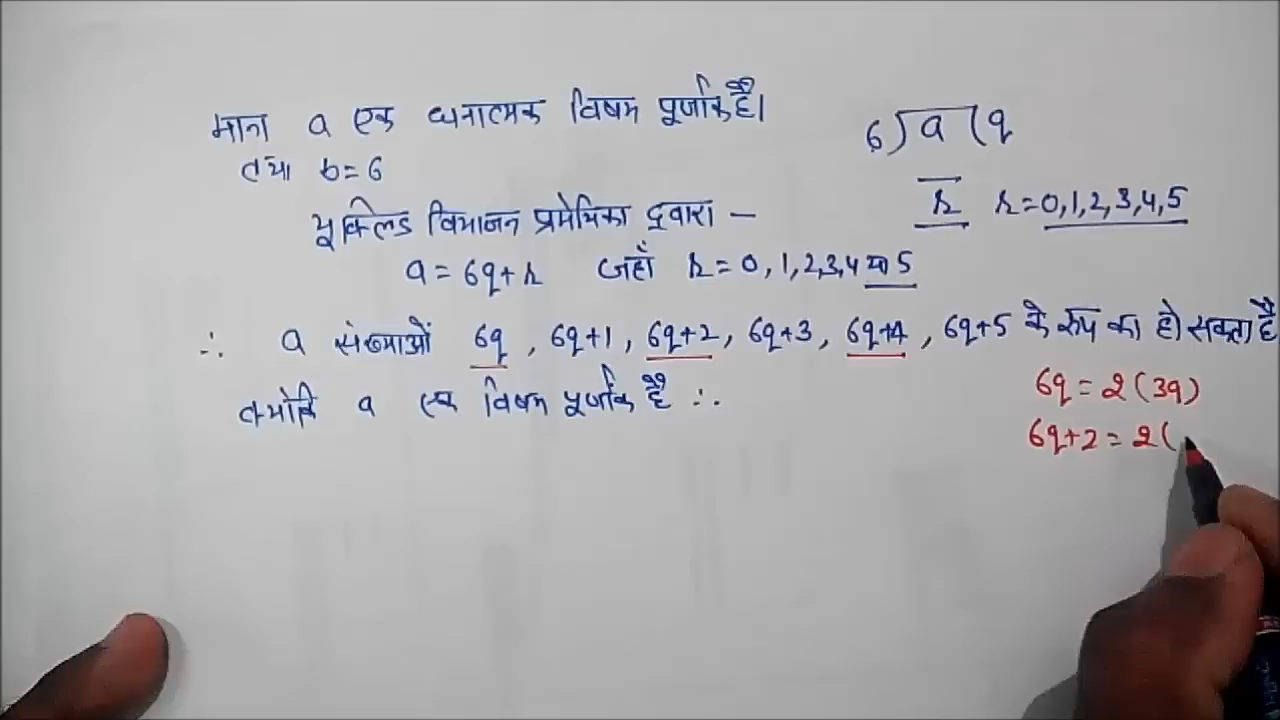 माना a एक धनात्मक विषम पूर्णांक है।
तथा b=6
6)a(q
r r=0,1,2,3,4,5
यूक्लिड विभाजन प्रमेयिका द्वारा –
a = 6q+r जहाँ r=0,1,2,3,4 या 5
∴ a संख्याओं 6q, 6q+1, 6q+2, 6q+3, 6q+4, 6q+5 के रूप का हो सकता है
क्योकि a एक विषम पूर्णांक है ∴
6q = 2(3q)
6q+2 = 2(